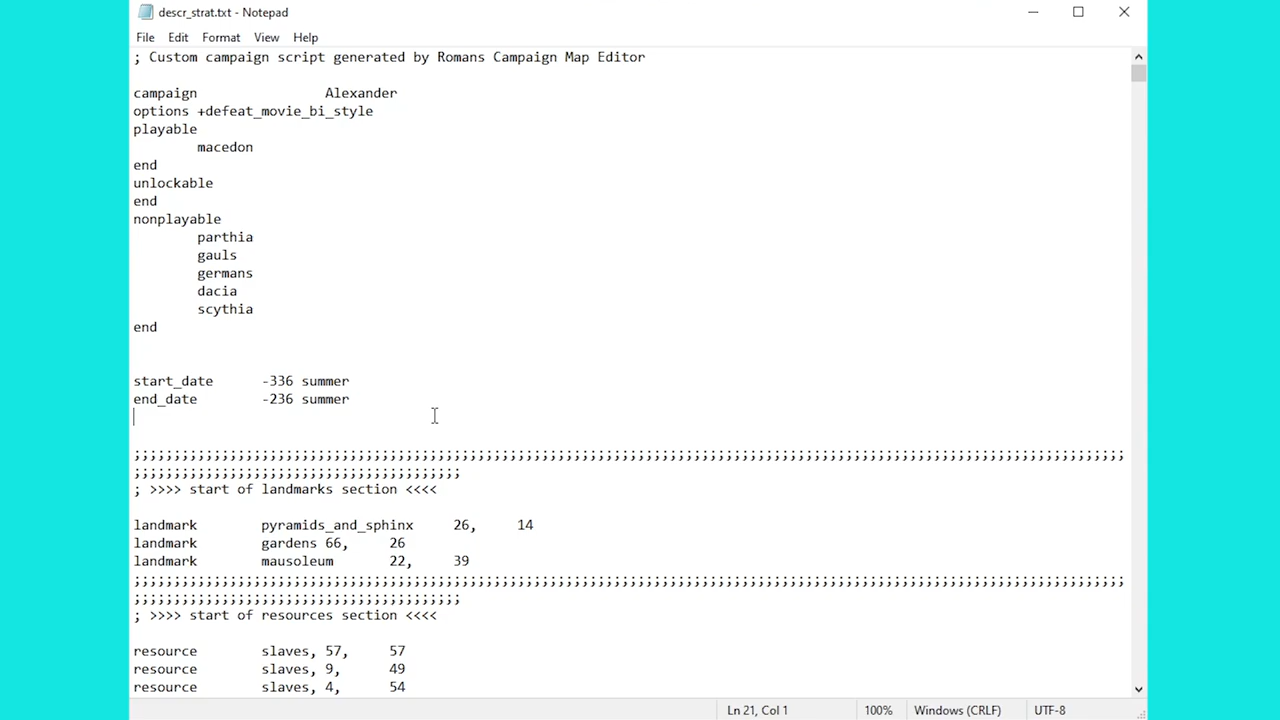 descr_strat.txt - Notepad
File Edit Format View Help
; Custom campaign script generated by Romans Campaign Map Editor
campaign Alexander
options +defeat_movie_bi_style
playable
macedon
end
unlockable
end
nonplayable
parthia
gauls
germans
dacia
scythia
end
start_date -336 summer
end_date -236 summer
;;;;;;;;;;;;;;;;;;;;;;;;;;;;;;;;;;;;;;;;;;;;;;;;;;;;;;;;;;;;;;;;;;;;;;;;;;;;;;;;;;;;;;;;;;;;;;;;;;;;;;;;;;;;;;;;;;;;;;;;;;;;
;;;;;;;;;;;;;;;;;;;;;;;;;;;;;;;;;;;;;;;;;
; >>>> start of landmarks section <<<<
landmark pyramids_and_sphinx 26, 14
landmark gardens 66, 26
landmark mausoleum 22, 39
;;;;;;;;;;;;;;;;;;;;;;;;;;;;;;;;;;;;;;;;;;;;;;;;;;;;;;;;;;;;;;;;;;;;;;;;;;;;;;;;;;;;;;;;;;;;;;;;;;;;;;;;;;;;;;;;;;;;;;;;;;;;
;;;;;;;;;;;;;;;;;;;;;;;;;;;;;;;;;;;;;;;;;
; >>>> start of resources section <<<<
resource slaves, 57, 57
resource slaves, 9, 49
resource slaves, 4, 54
Ln 21, Col 1 100% Windows (CRLF) UTF-8